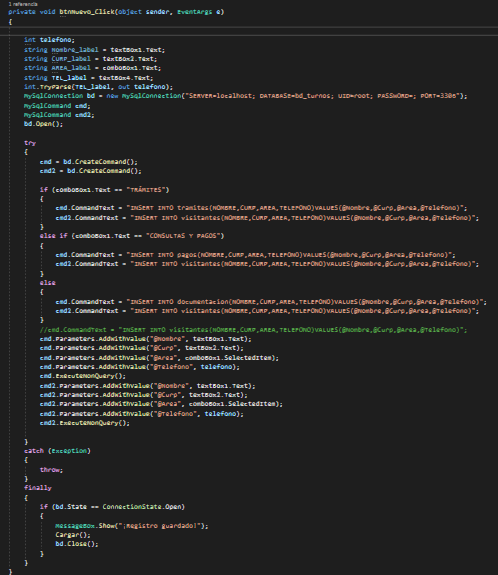 1 referencia
private void btnNuevo_Click(object sender, EventArgs e)
{
int telefono;
string Nombre_label = textBox1.Text;
string CURP_label = textBox2.Text;
string AREA_label = comboBox1.Text;
string TEL_label = textBox4.Text;
int.TryParse(TEL_label, out telefono);
MySqlConnection bd = new MySqlConnection("SERVER=localhost; DATABASE=bd_turnos; UID=root; PASSWORD=; PORT=3306");
MySqlCommand cmd;
MySqlCommand cmd2;
bd.Open();
try
{
cmd = bd.CreateCommand();
cmd2 = bd.CreateCommand();
if (comboBox1.Text == "TRÁMITES")
{
cmd.CommandText = "INSERT INTO tramites(NOMBRE,CURP,AREA,TELEFONO)VALUES(@Nombre,@Curp,@Area,@Telefono)";
cmd2.CommandText = "INSERT INTO visitantes(NOMBRE,CURP,AREA,TELEFONO)VALUES(@Nombre,@Curp,@Area,@Telefono)";
}
else if (comboBox1.Text == "CONSULTAS Y PAGOS")
{
cmd.CommandText = "INSERT INTO pagos(NOMBRE,CURP,AREA,TELEFONO)VALUES(@Nombre,@Curp,@Area,@Telefono)";
cmd2.CommandText = "INSERT INTO visitantes(NOMBRE,CURP,AREA,TELEFONO)VALUES(@Nombre,@Curp,@Area,@Telefono)";
}
else
{
cmd.CommandText = "INSERT INTO documentacion(NOMBRE,CURP,AREA,TELEFONO)VALUES(@Nombre,@Curp,@Area,@Telefono)";
cmd2.CommandText = "INSERT INTO visitantes(NOMBRE,CURP,AREA,TELEFONO)VALUES(@Nombre,@Curp,@Area,@Telefono)";
}
//cmd.CommandText = "INSERT INTO visitantes(NOMBRE,CURP,AREA,TELEFONO)VALUES(@Nombre,@Curp,@Area,@Telefono)";
cmd.Parameters.AddWithValue("@Nombre", textBox1.Text);
cmd.Parameters.AddWithValue("@Curp", textBox2.Text);
cmd.Parameters.AddWithValue("@Area", comboBox1.SelectedItem);
cmd.Parameters.AddWithValue("@Telefono", telefono);
cmd.ExecuteNonQuery();
cmd2.Parameters.AddWithValue("@Nombre", textBox1.Text);
cmd2.Parameters.AddWithValue("@Curp", textBox2.Text);
cmd2.Parameters.AddWithValue("@Area", comboBox1.SelectedItem);
cmd2.Parameters.AddWithValue("@Telefono", telefono);
cmd2.ExecuteNonQuery();
}
catch (Exception)
{
throw;
}
finally
{
if (bd.State == ConnectionState.Open)
{
MessageBox.Show("¡Registro guardado!");
Cargar();
bd.Close();
}
}
}